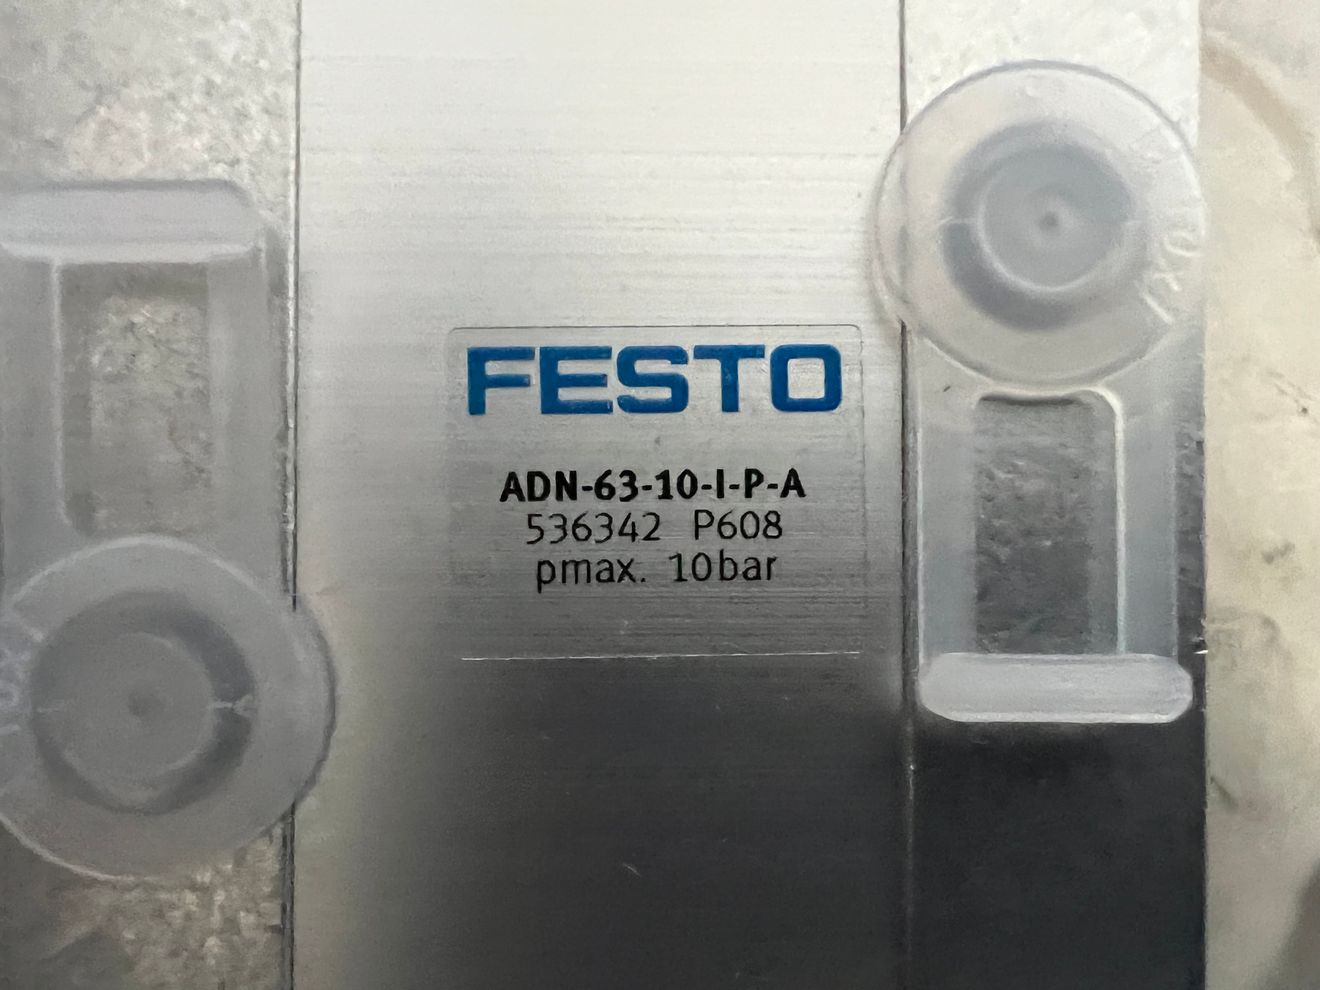 FESTO
ADN-63-10-I-P-A
536342 P608
pmax. 10bar